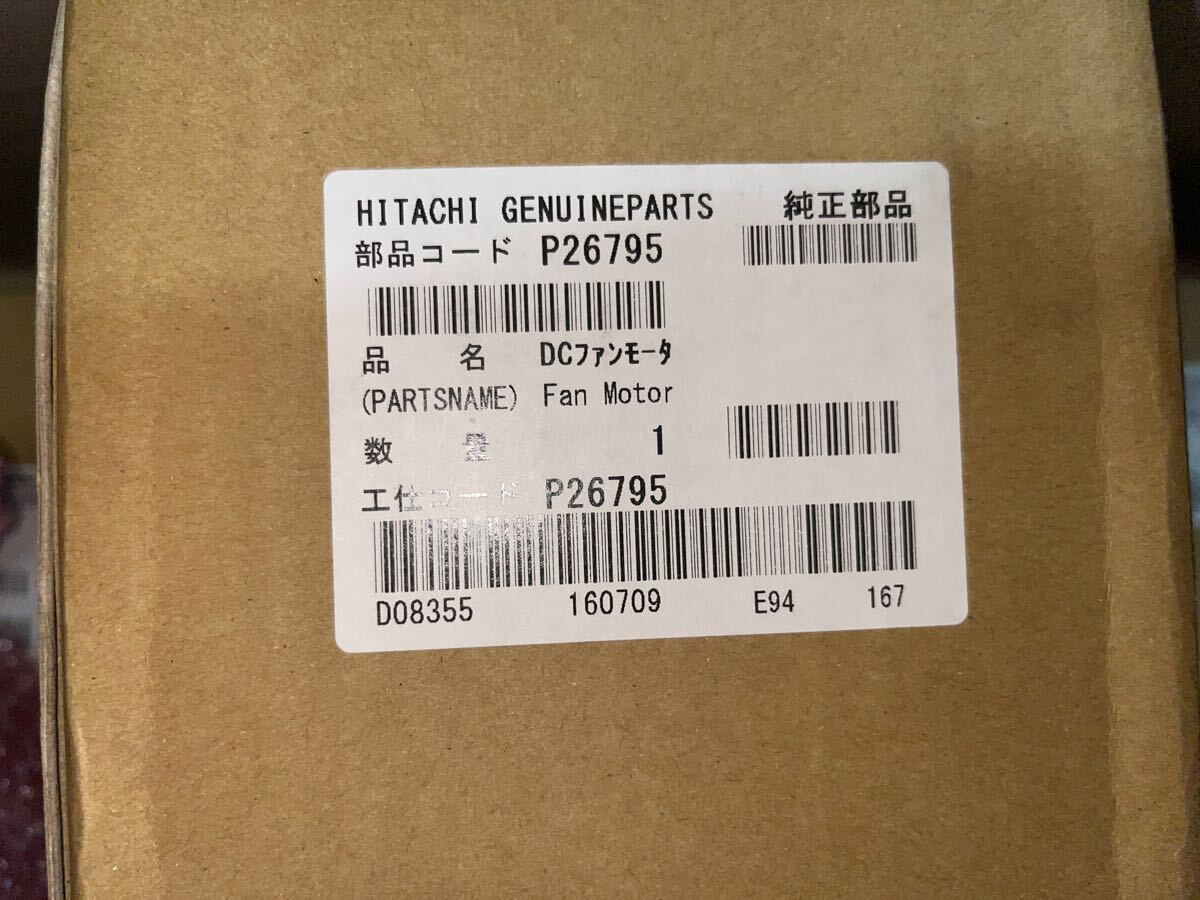 HITACHI GENUINEPARTS 純正部品
部品コード P26795
品 名 DCファンモータ
(PARTSNAME) Fan Motor
数 量 1
工仕コード P26795
D08355 160709 E94 167